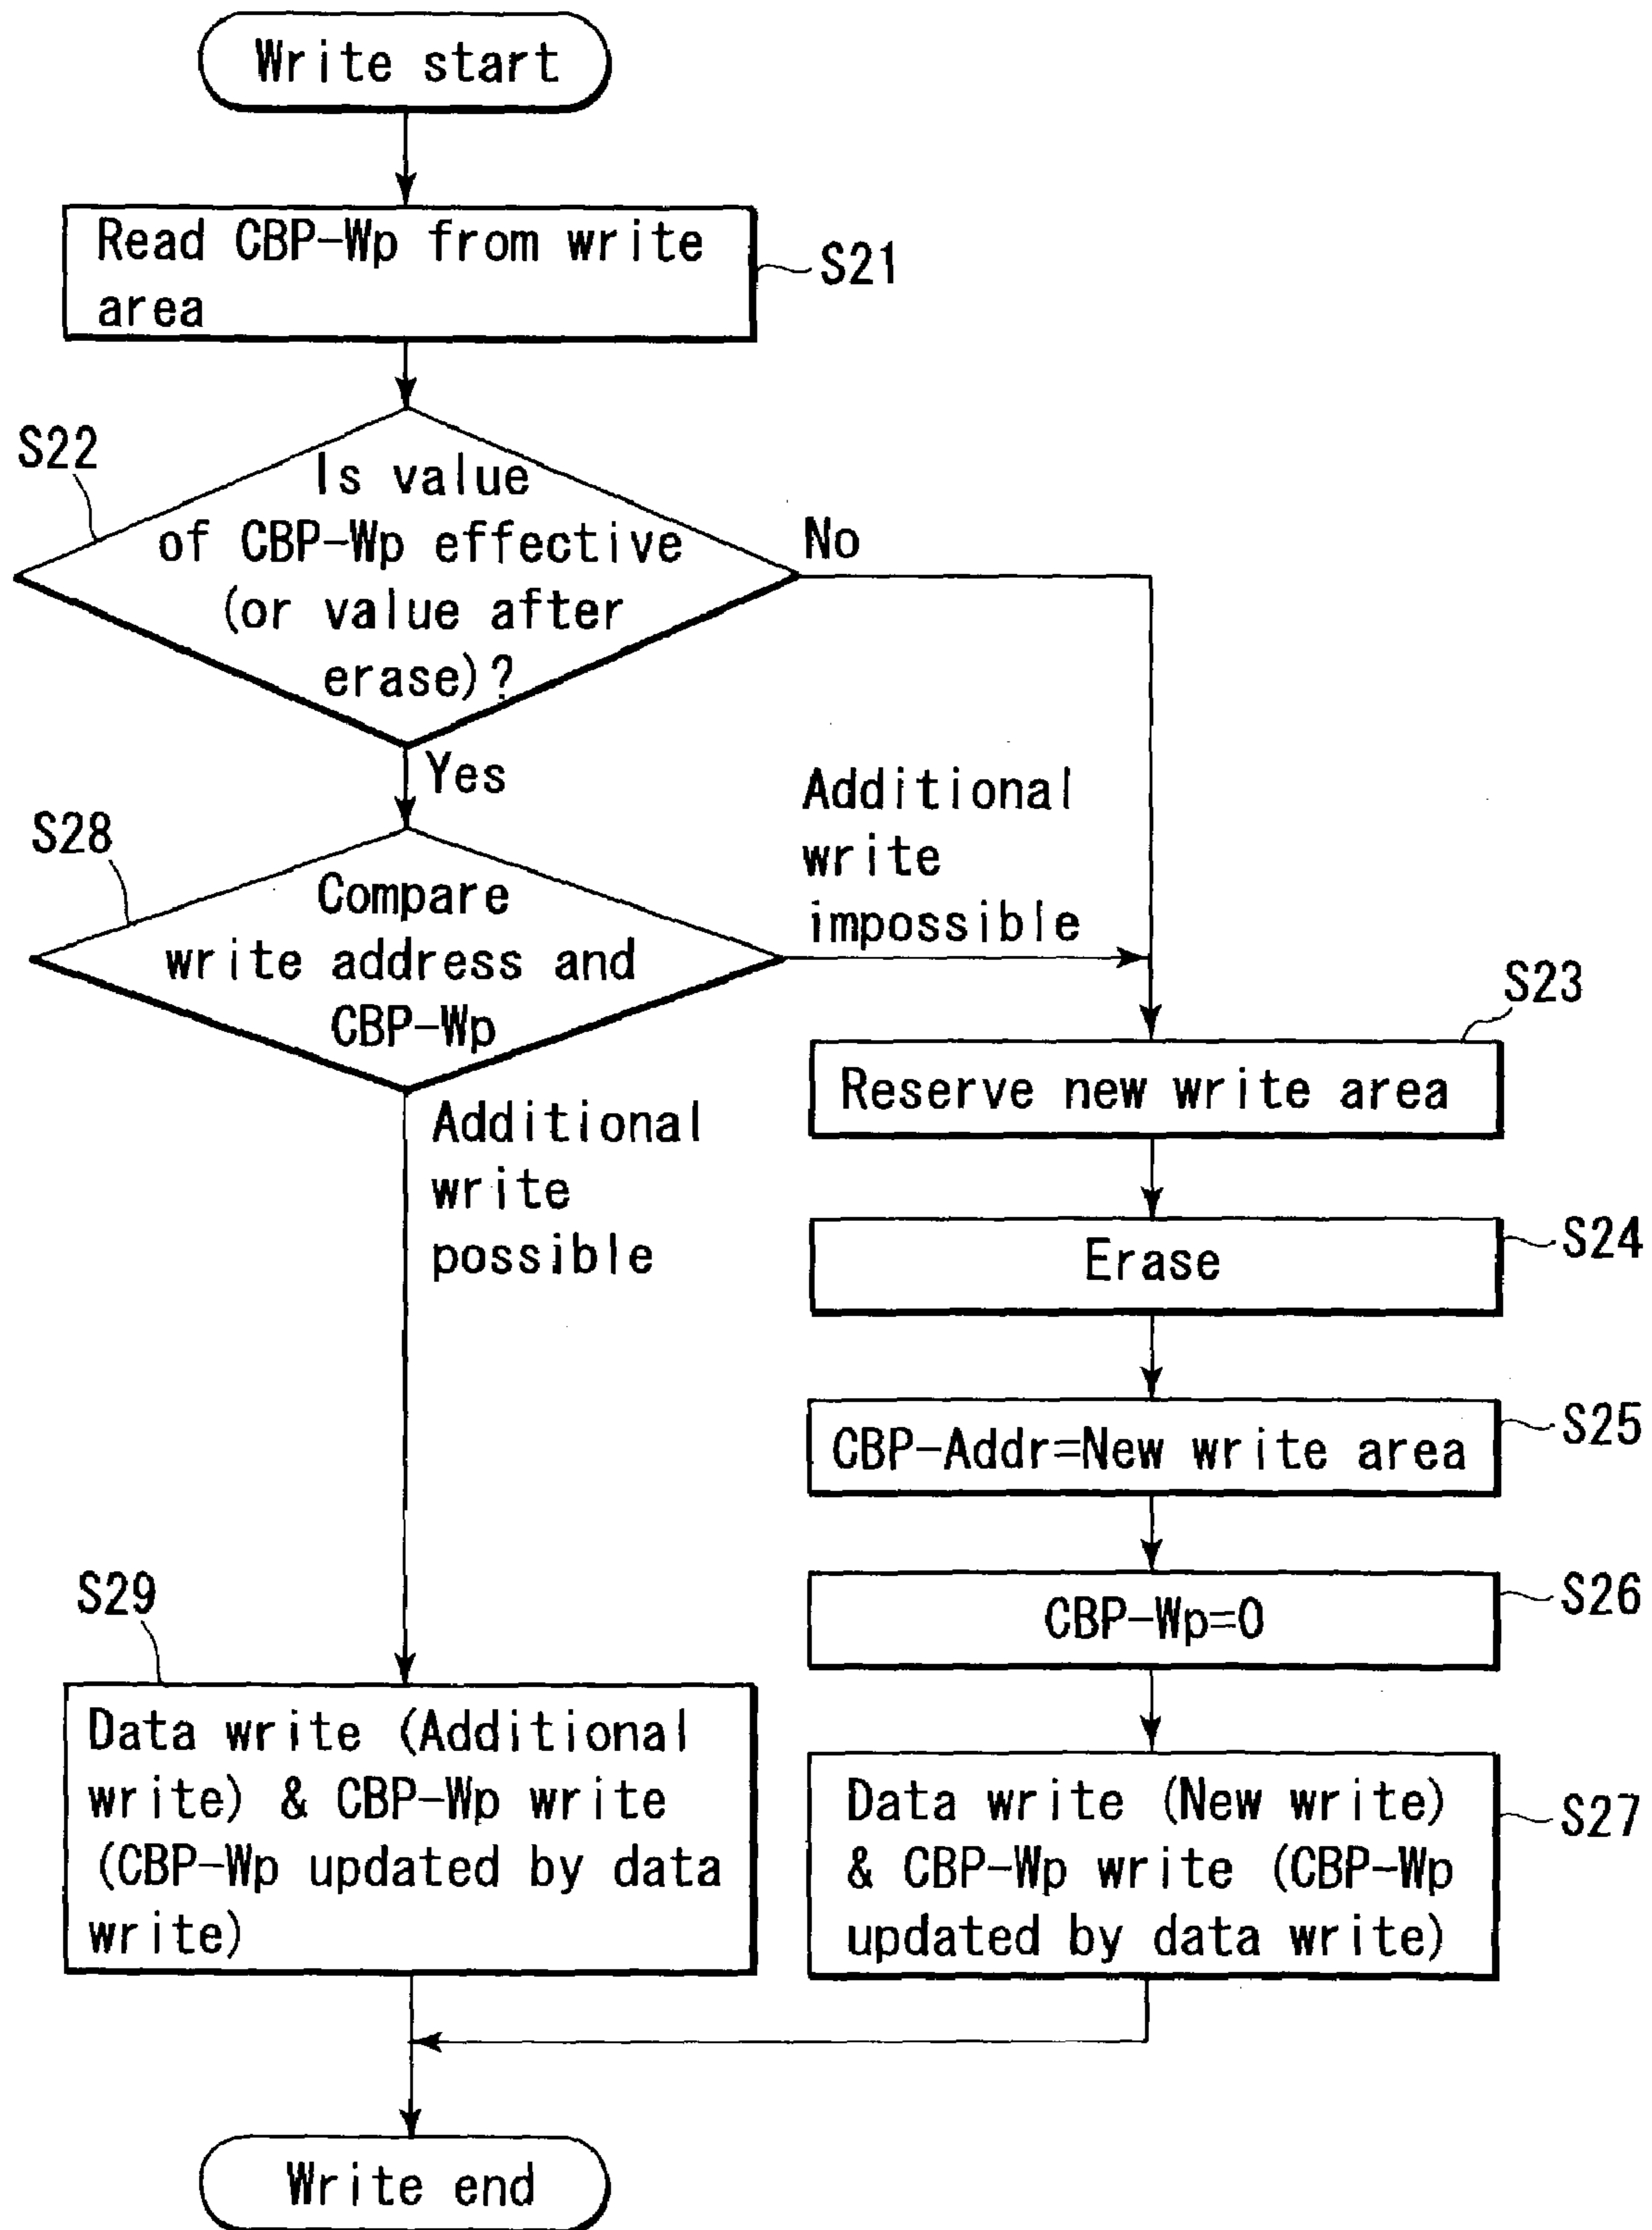 Write start
Read CBP-Wp from write
area
S21
S22
Is value
of CBP-Wp effective
(or value after
erase)?
No
Yes
S28
Compare
write address and
CBP-Wp
Additional
write
impossible
S23
Reserve new write area
Additional
write
possible
Erase
S24
CBP-Addr=New write area
S25
CBP-Wp=0
S26
S29
Data write (Additional
write) & CBP-Wp write
(CBP-Wp updated by data
write)
Data write (New write)
& CBP-Wp write (CBP-Wp
updated by data write)
S27
Write end